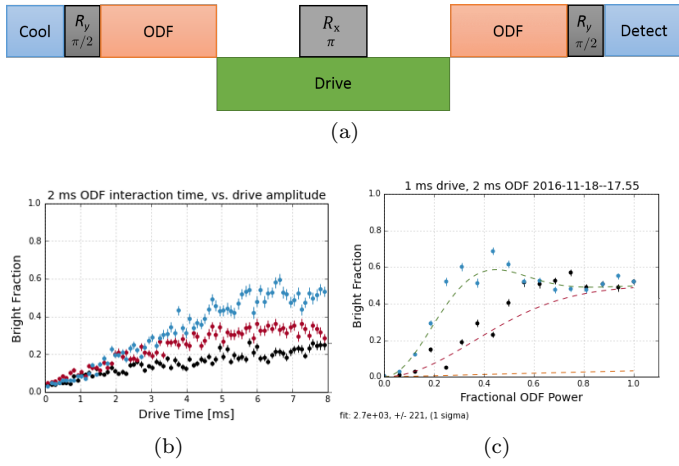 Cool
R_y
π/2
ODF
R_x
π
ODF
R_y
π/2
Detect
Drive
(a)
2 ms ODF interaction time, vs. drive amplitude
Bright Fraction
1.0
0.8
0.6
0.4
0.2
0.0
0 1 2 3 4 5 6 7 8
Drive Time [ms]
(b)
1 ms drive, 2 ms ODF 2016-11-18--17.55
Bright Fraction
1.0
0.8
0.6
0.4
0.2
0.0
0.0 0.2 0.4 0.6 0.8 1.0
Fractional ODF Power
fit: 2.7e+03, +/- 221, (1 sigma)
(c)